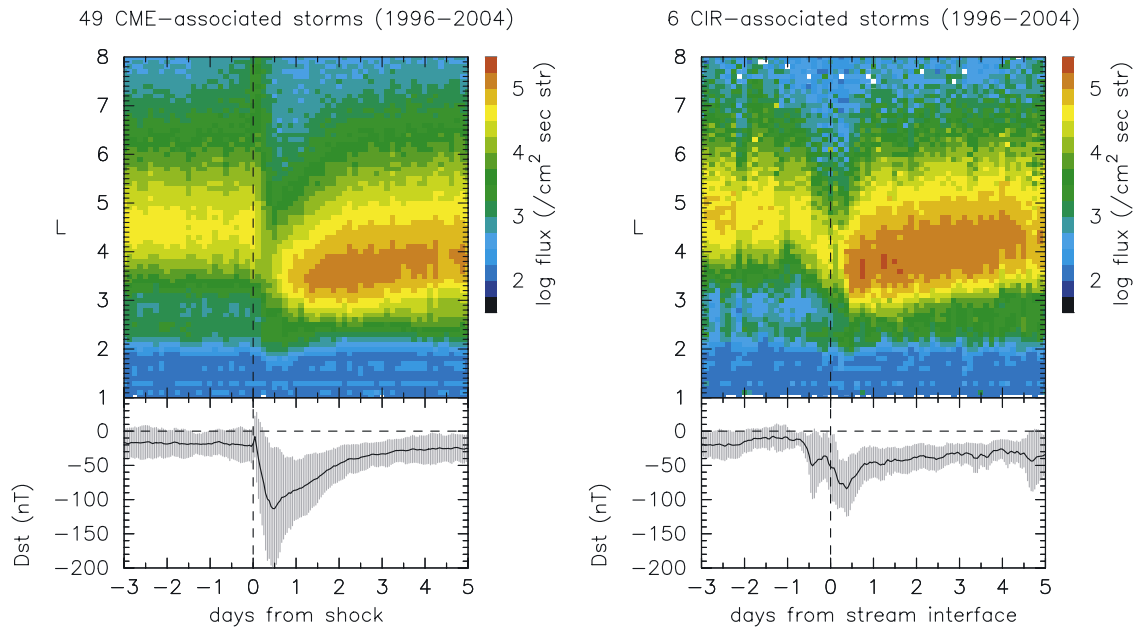 49 CME−associated storms (1996−2004)
8
7
6
5
4
3
2
1
L
5
4
3
2
log flux (/cm² sec str)
0
−50
−100
−150
−200
Dst (nT)
−3 −2 −1 0 1 2 3 4 5
days from shock
6 CIR−associated storms (1996−2004)
8
7
6
5
4
3
2
1
L
5
4
3
2
log flux (/cm² sec str)
0
−50
−100
−150
−200
Dst (nT)
−3 −2 −1 0 1 2 3 4 5
days from stream interface